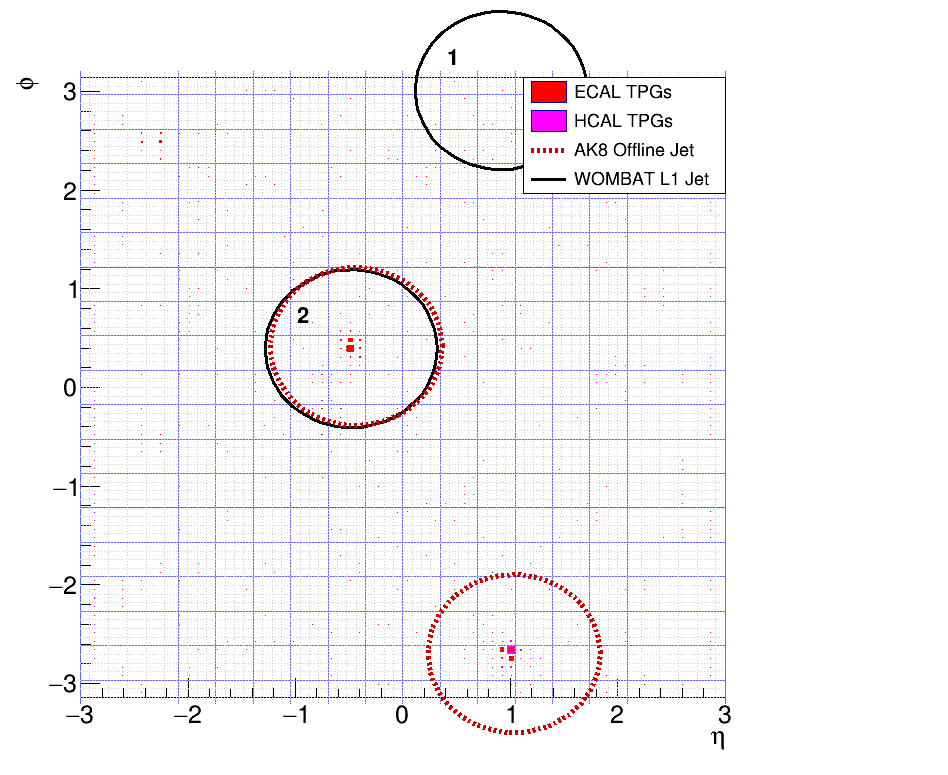 1
φ
3
ECAL TPGs
HCAL TPGs
AK8 Offline Jet
WOMBAT L1 Jet
2
1
2
0
−1
−2
−3
−3 −2 −1 0 1 2 3
η